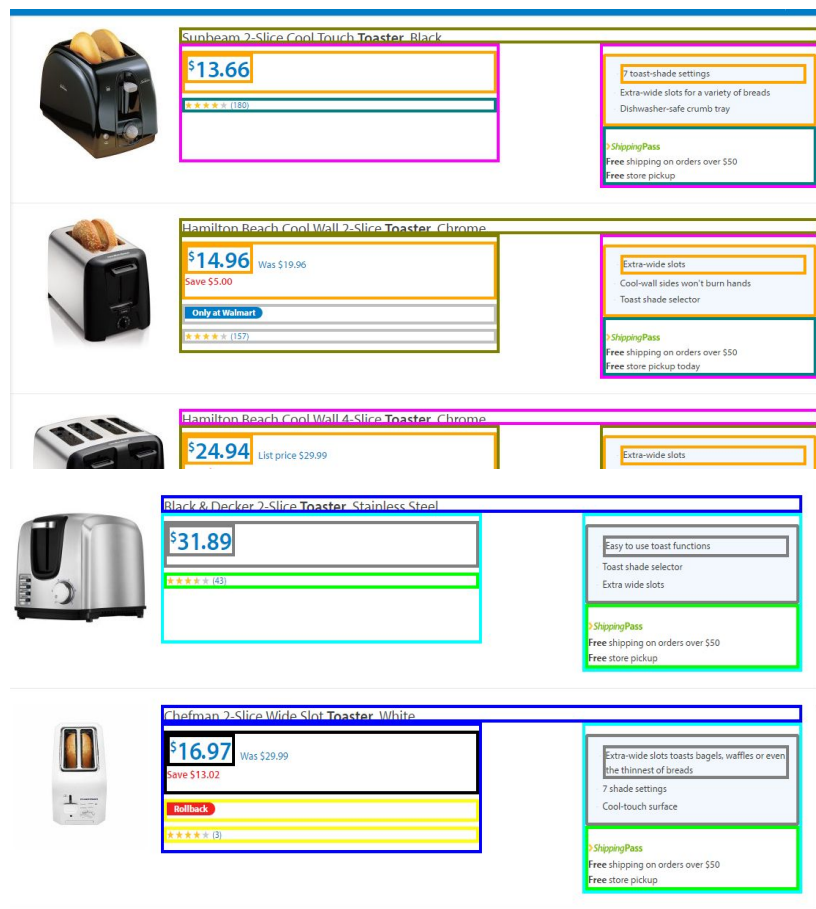 Sunbeam 2-Slice Cool Touch Toaster, Black
$13.66
(180)
7 toast-shade settings
Extra-wide slots for a variety of breads
Dishwasher-safe crumb tray
ShippingPass
Free shipping on orders over $50
Free store pickup
Hamilton Beach Cool Wall 2-Slice Toaster, Chrome
$14.96 Was $19.96
Save $5.00
Only at Walmart
(157)
Extra-wide slots
Cool-wall sides won't burn hands
Toast shade selector
ShippingPass
Free shipping on orders over $50
Free store pickup today
Hamilton Beach Cool Wall 4-Slice Toaster, Chrome
$24.94 List price $29.99
Extra-wide slots
Black & Decker 2-Slice Toaster, Stainless Steel
$31.89
(43)
Easy to use toast functions
Toast shade selector
Extra wide slots
ShippingPass
Free shipping on orders over $50
Free store pickup
Chefman 2-Slice Wide Slot Toaster, White
$16.97 Was $29.99
Save $13.02
Rollback
(3)
Extra-wide slots toasts bagels, waffles or even
the thinnest of breads
7 shade settings
Cool-touch surface
ShippingPass
Free shipping on orders over $50
Free store pickup